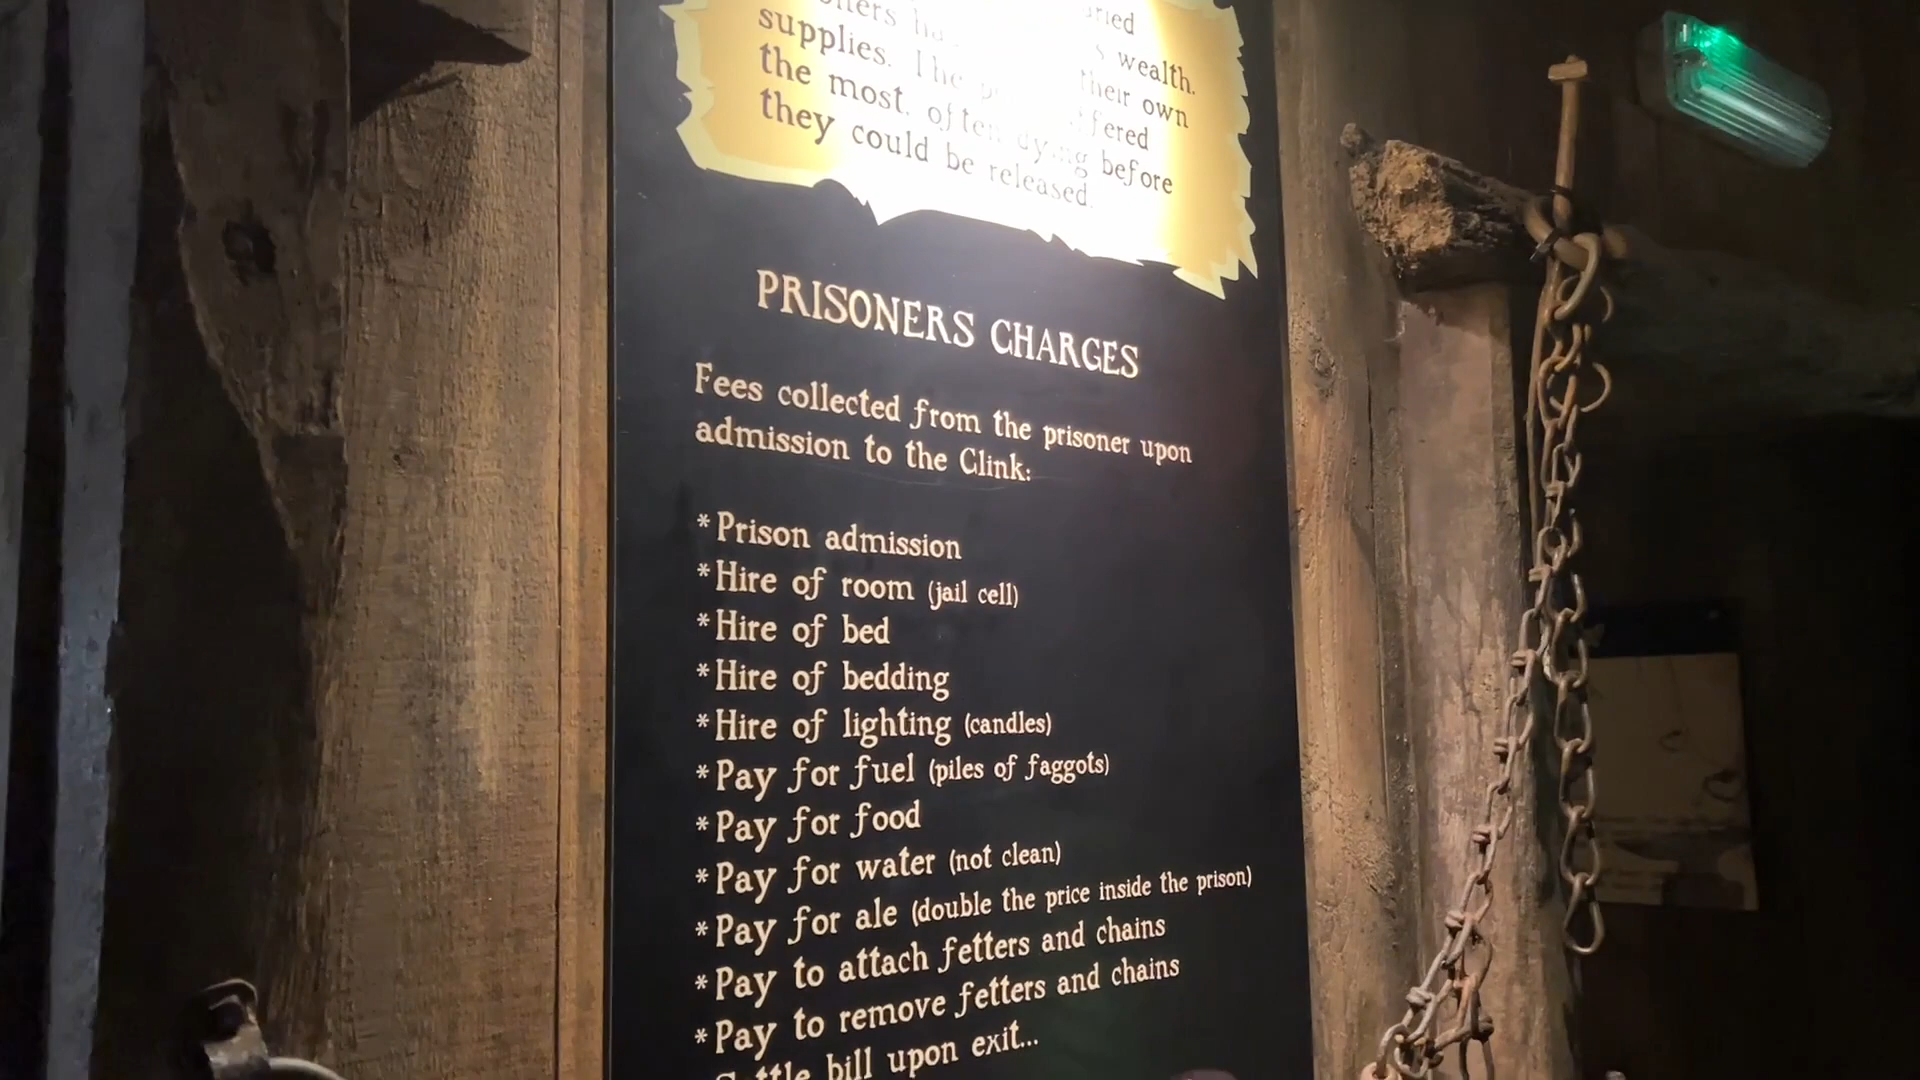 wealth.
supplies. The their own
the most, often dying before
they could be released.
PRISONERS CHARGES
Fees collected from the prisoner upon
admission to the Clink:
*Prison admission
*Hire of room (jail cell)
*Hire of bed
*Hire of bedding
*Hire of lighting (candles)
*Pay for fuel (piles of faggots)
*Pay for food
*Pay for water (not clean)
*Pay for ale (double the price inside the prison)
*Pay to attach fetters and chains
*Pay to remove fetters and chains
bill upon exit...